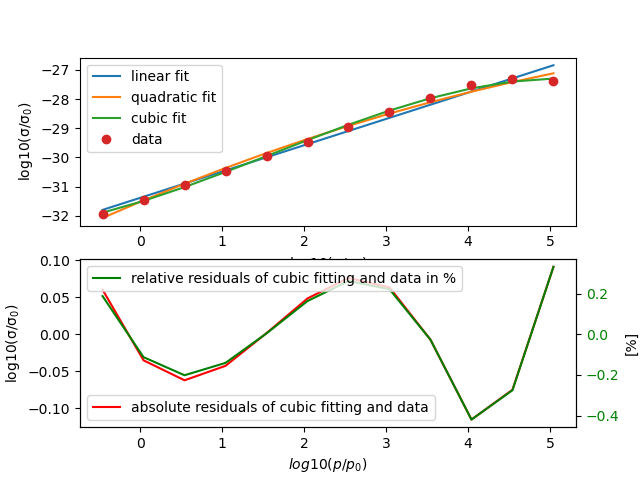 linear fit
quadratic fit
cubic fit
data
log10(σ/σ₀)
−27
−28
−29
−30
−31
−32
0 1 2 3 4 5
relative residuals of cubic fitting and data in %
absolute residuals of cubic fitting and data
log10(σ/σ₀)
0.10
0.05
0.00
−0.05
−0.10
0.2
0.0
−0.2
−0.4
[%]
0 1 2 3 4 5
log10(p/p₀)